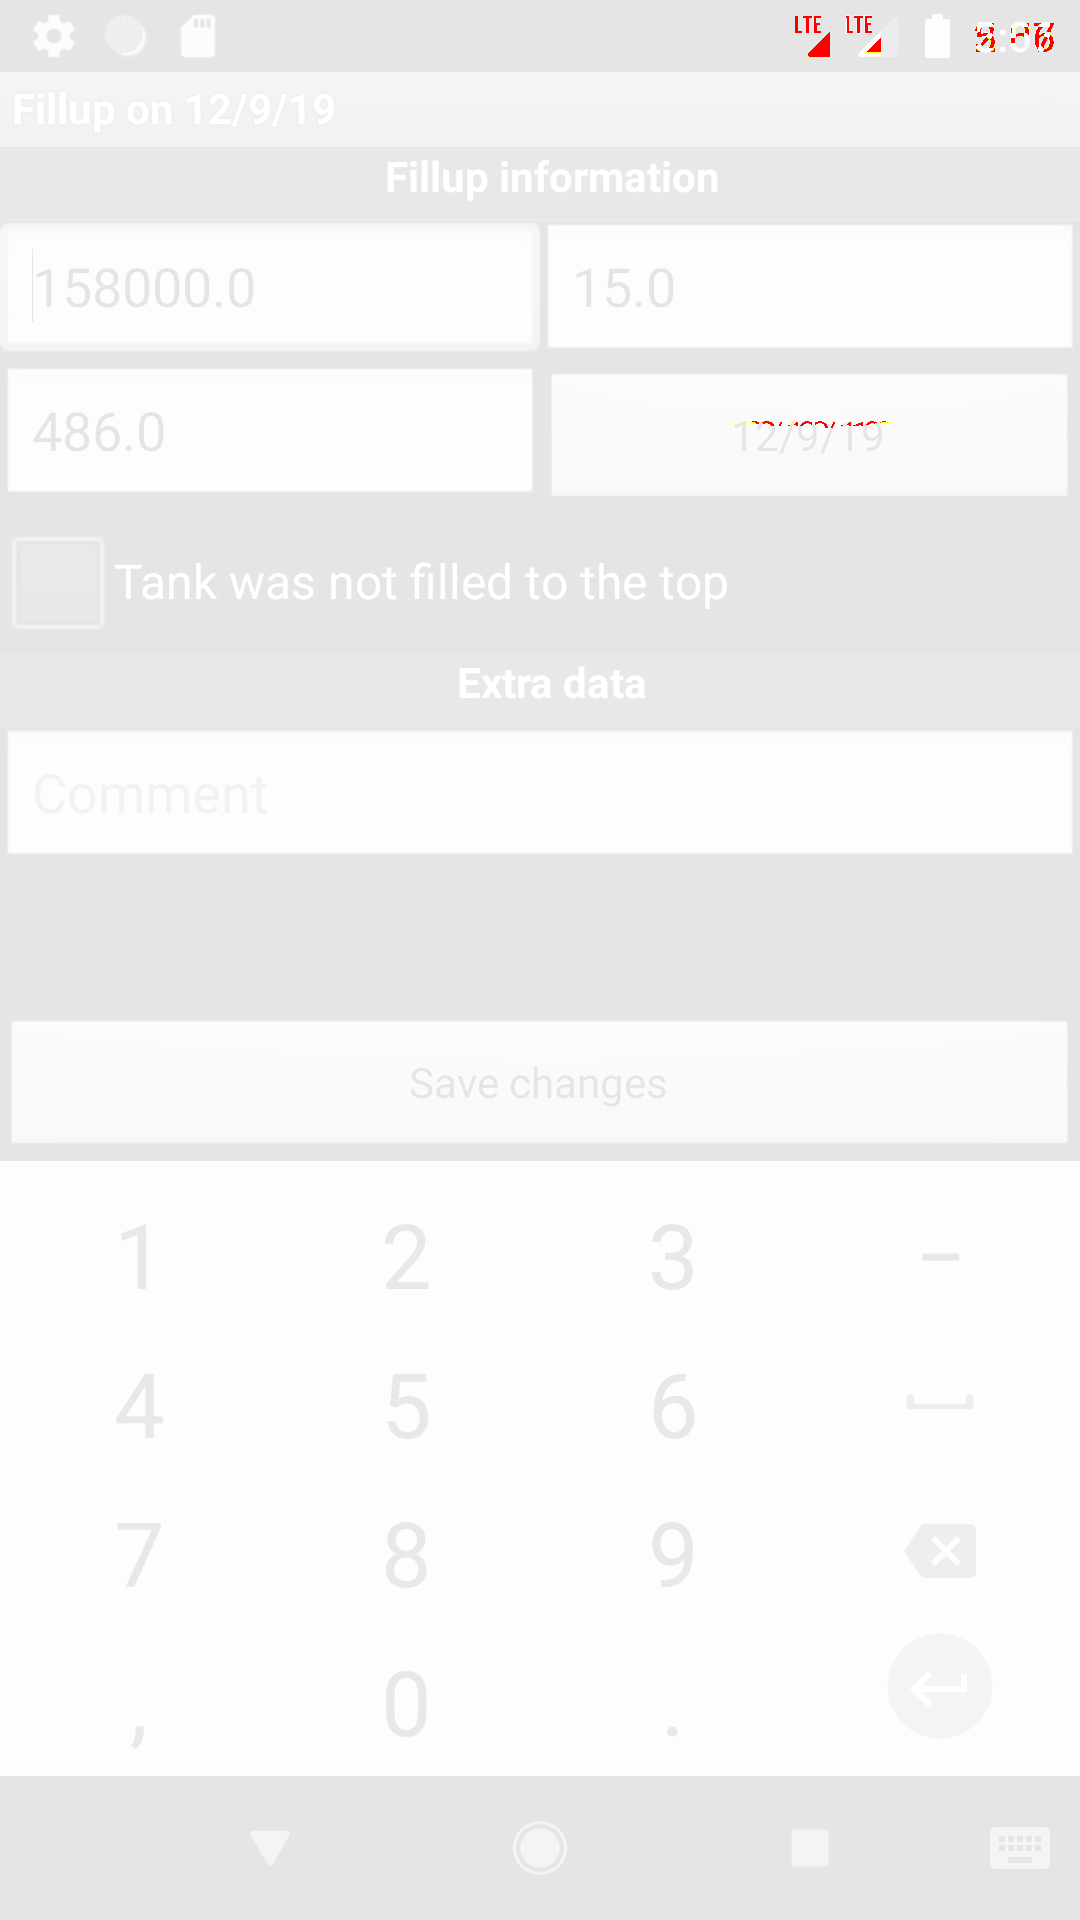 LTE LTE
Fillup on 12/9/19
Fillup information
158000.0 15.0
486.0 12/9/19
Tank was not filled to the top
Extra data
Comment
Save changes
1 2 3 –
4 5 6
7 8 9
, 0 .